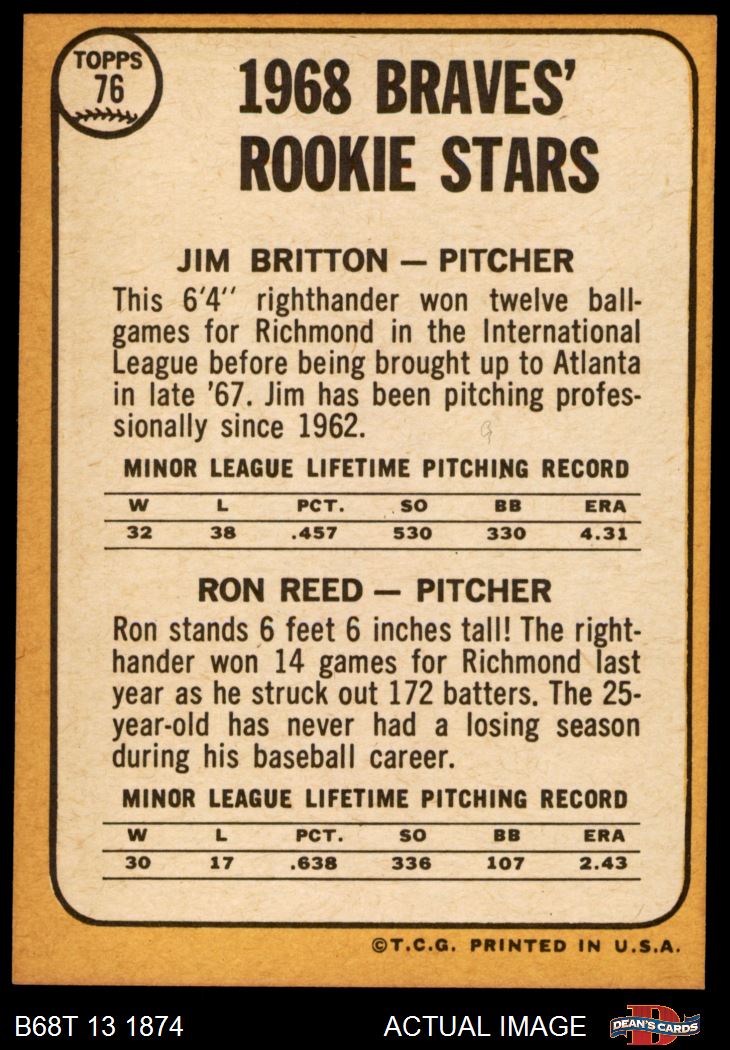 TOPPS
76
1968 BRAVES'
ROOKIE STARS
JIM BRITTON — PITCHER
This 6'4'' righthander won twelve ball-
games for Richmond in the International
League before being brought up to Atlanta
in late '67. Jim has been pitching profes-
sionally since 1962.
MINOR LEAGUE LIFETIME PITCHING RECORD
W L PCT. SO BB ERA
32 38 .457 530 330 4.31
RON REED — PITCHER
Ron stands 6 feet 6 inches tall! The right-
hander won 14 games for Richmond last
year as he struck out 172 batters. The 25-
year-old has never had a losing season
during his baseball career.
MINOR LEAGUE LIFETIME PITCHING RECORD
W L PCT. SO BB ERA
30 17 .638 336 107 2.43
©T.C.G. PRINTED IN U.S.A.
B68T 13 1874 ACTUAL IMAGE DEAN'S CARDS